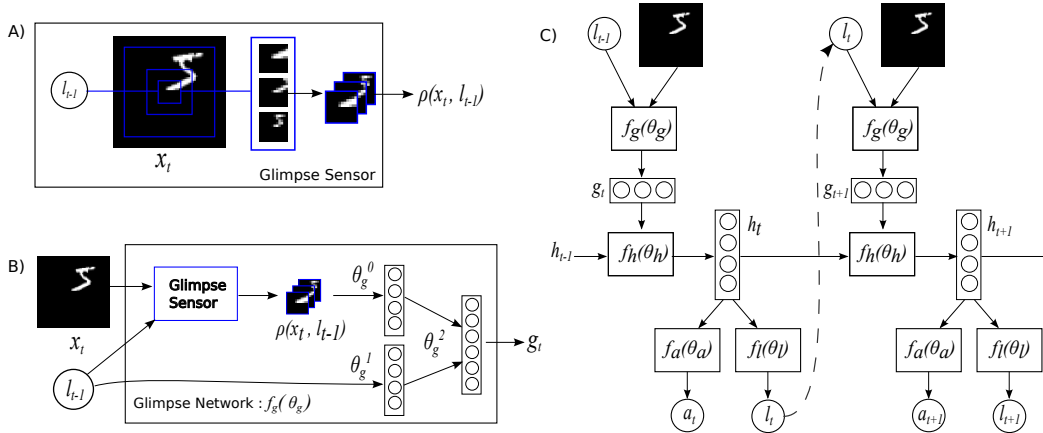 A)
l_{t-1}
x_t
ρ(x_t, l_{t-1})
Glimpse Sensor
B)
x_t
l_{t-1}
Glimpse
Sensor
ρ(x_t, l_{t-1})
θ_g^0
θ_g^1
θ_g^2
g_t
Glimpse Network : f_g(θ_g)
C)
l_{t-1}
l_t
f_g(θ_g)
f_g(θ_g)
g_t
g_{t+1}
h_{t-1}
f_h(θ_h)
h_t
f_h(θ_h)
h_{t+1}
f_a(θ_a)
f_l(θ_l)
f_a(θ_a)
f_l(θ_l)
a_t
l_t
a_{t+1}
l_{t+1}